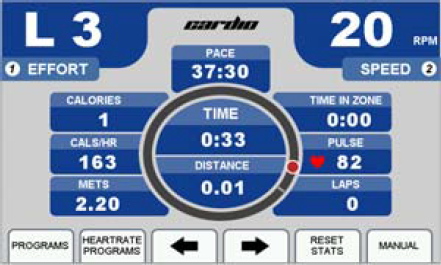 L 3
cardio
20 RPM
1 EFFORT
PACE
37:30
SPEED 2
CALORIES
1
TIME
0:33
TIME IN ZONE
0:00
CALS/HR
163
PULSE
82
DISTANCE
0.01
METS
2.20
LAPS
0
PROGRAMS
HEARTRATE
PROGRAMS
RESET
STATS
MANUAL